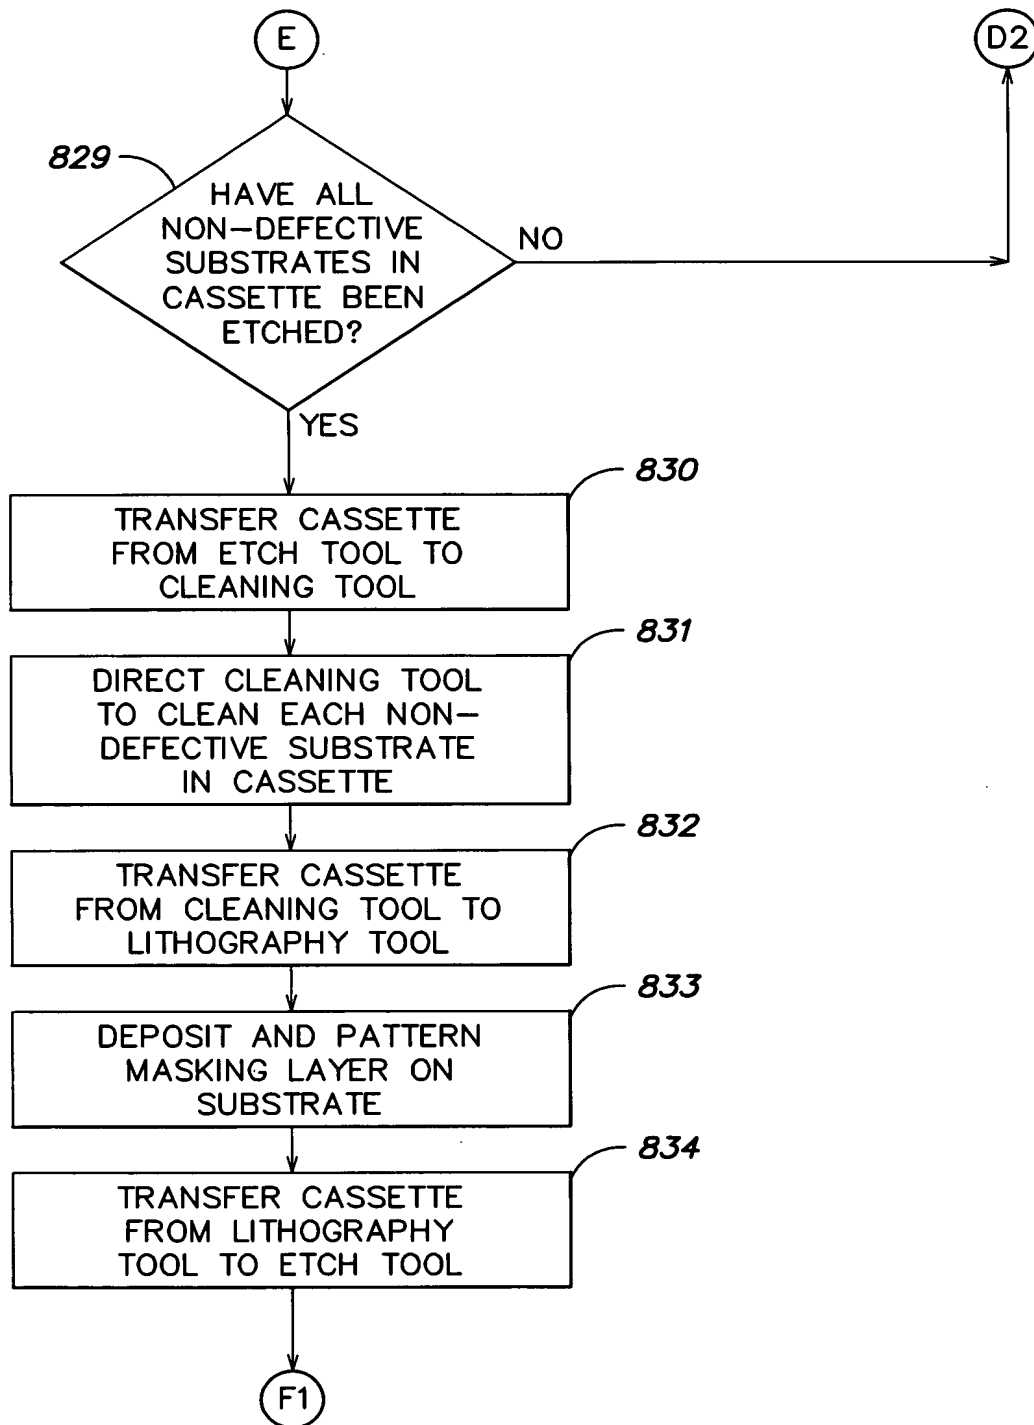 E
D2
829
HAVE ALL
NON-DEFECTIVE
SUBSTRATES IN
CASSETTE BEEN
ETCHED?
NO
YES
830
TRANSFER CASSETTE
FROM ETCH TOOL TO
CLEANING TOOL
831
DIRECT CLEANING TOOL
TO CLEAN EACH NON-
DEFECTIVE SUBSTRATE
IN CASSETTE
832
TRANSFER CASSETTE
FROM CLEANING TOOL TO
LITHOGRAPHY TOOL
833
DEPOSIT AND PATTERN
MASKING LAYER ON
SUBSTRATE
834
TRANSFER CASSETTE
FROM LITHOGRAPHY
TOOL TO ETCH TOOL
F1